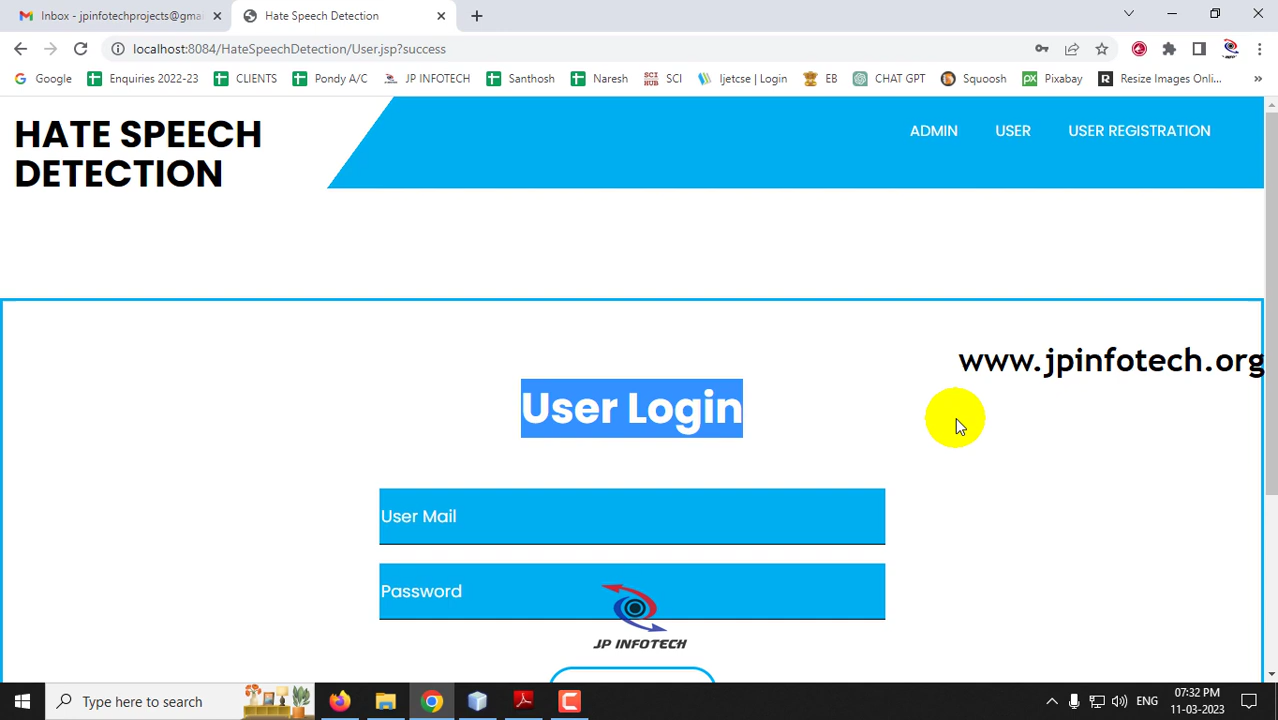 Inbox - jpinfotechprojects@gma
Hate Speech Detection
localhost:8084/HateSpeechDetection/User.jsp?success
Google
Enquiries 2022-23
CLIENTS
Pondy A/C
JP INFOTECH
Santhosh
Naresh
SCI HUB
SCI
Ijetcse | Login
EB
CHAT GPT
Squoosh
px
Pixabay
R
Resize Images Onli...
»
HATE SPEECH
DETECTION
ADMIN
USER
USER REGISTRATION
www.jpinfotech.org
User Login
User Mail
Password
JP INFOTECH
Type here to search
ENG
07:32 PM
11-03-2023